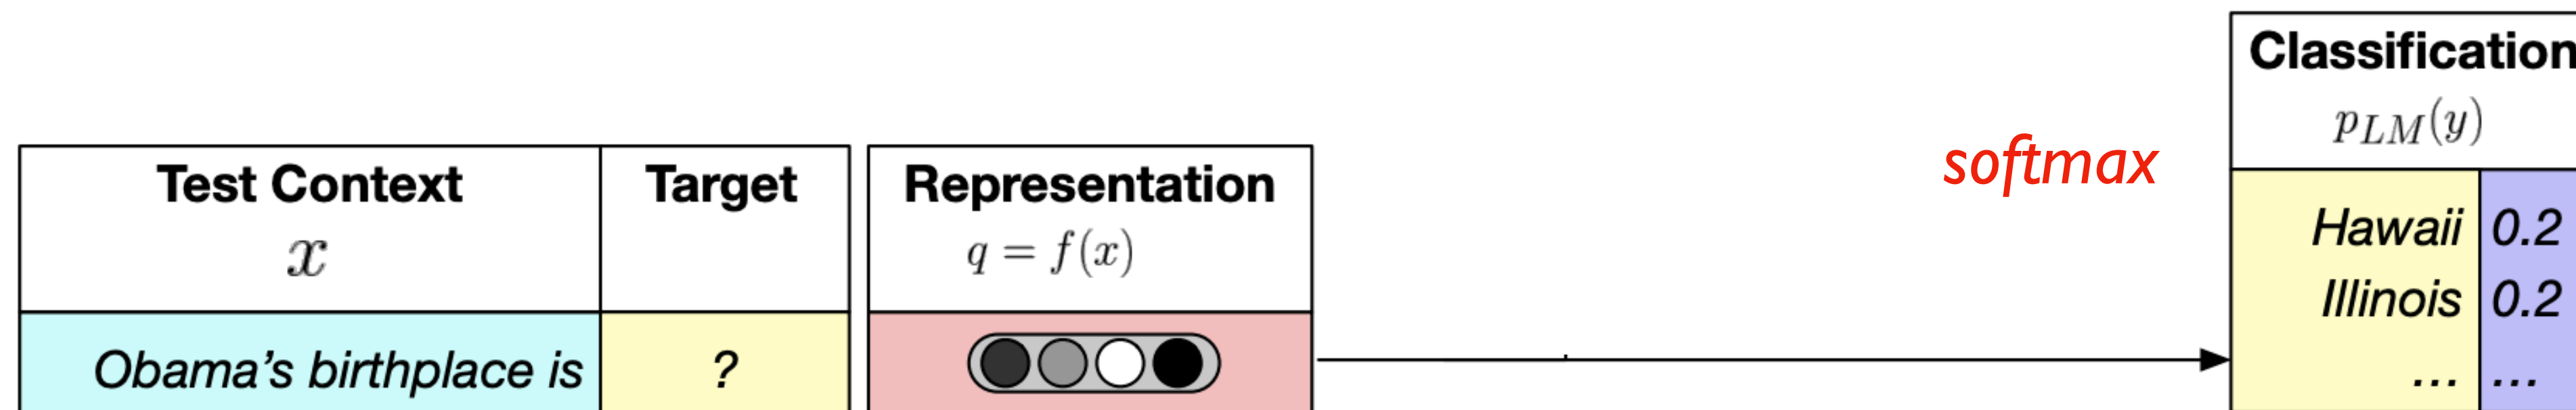 Test Context
x
Target
Representation
q = f(x)
softmax
Classification
p_{LM}(y)
Obama's birthplace is
?
Hawaii 0.2
Illinois 0.2
... ...